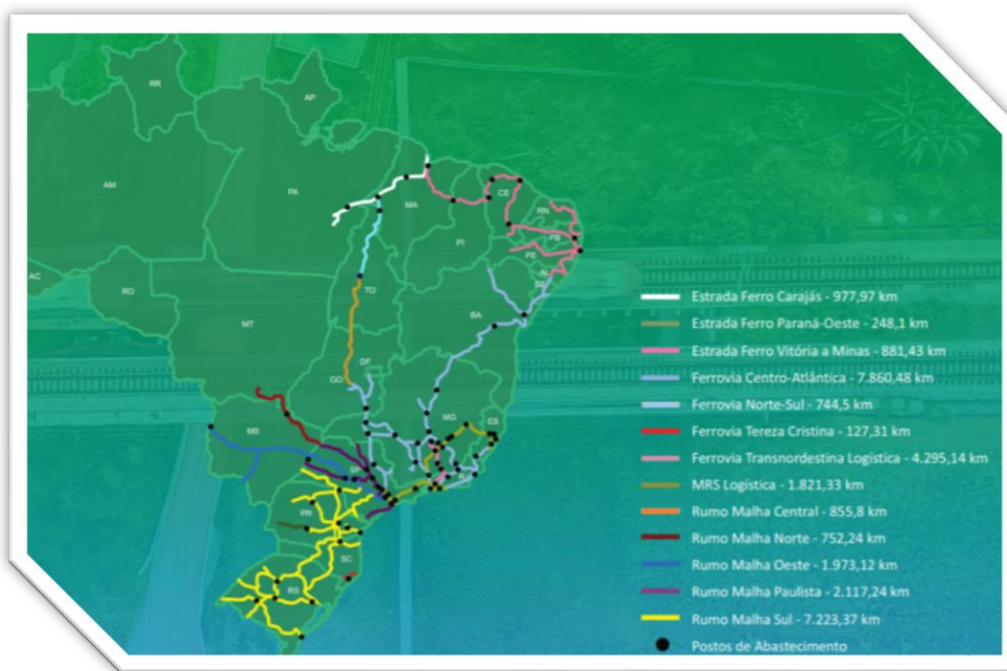 RR
AP
AM
PA
MA
CE
RN
PB
PI
PE
AL
SE
AC
TO
RO
BA
MT
DF
GO
MG
ES
MS
SP
PR
SC
RS
Estrada Ferro Carajás - 977,97 km
Estrada Ferro Paraná-Oeste - 248,1 km
Estrada Ferro Vitória a Minas - 881,43 km
Ferrovia Centro-Atlântica - 7.860,48 km
Ferrovia Norte-Sul - 744,5 km
Ferrovia Tereza Cristina - 127,31 km
Ferrovia Transnordestina Logística - 4.295,14 km
MRS Logística - 1.821,33 km
Rumo Malha Central - 855,8 km
Rumo Malha Norte - 752,24 km
Rumo Malha Oeste - 1.973,12 km
Rumo Malha Paulista - 2.117,24 km
Rumo Malha Sul - 7.223,37 km
Postos de Abastecimento